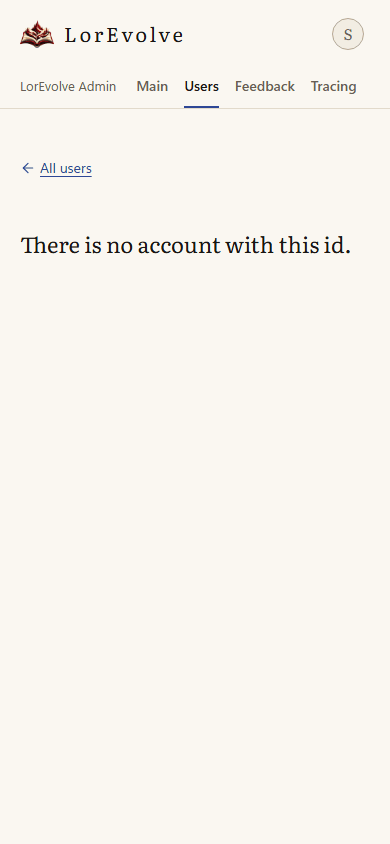 LorEvolve
S
LorEvolve Admin Main Users Feedback Tracing
← All users
There is no account with this id.